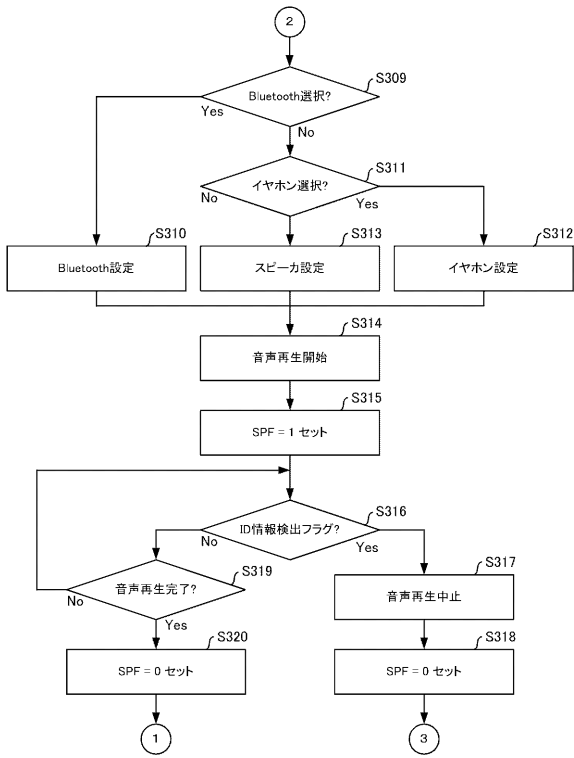 2
S309
Bluetooth選択?
Yes
No
S311
イヤホン選択?
No
Yes
S310
Bluetooth設定
S313
スピーカ設定
S312
イヤホン設定
S314
音声再生開始
S315
SPF = 1 セット
S316
ID情報検出フラグ?
No
Yes
S319
音声再生完了?
No
Yes
S317
音声再生中止
S320
SPF = 0 セット
S318
SPF = 0 セット
1
3